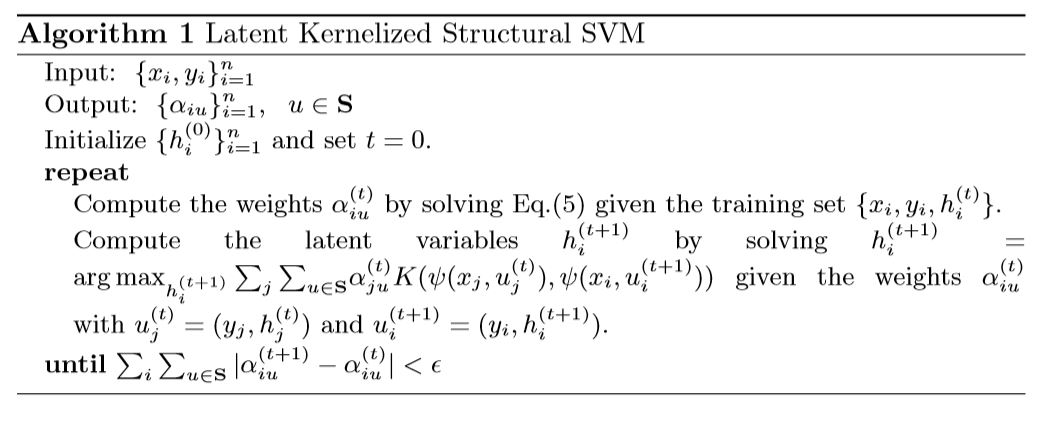 Algorithm 1 Latent Kernelized Structural SVM
Input: {x_i, y_i}_{i=1}^n
Output: {α_{iu}}_{i=1}^n, u ∈ S
Initialize {h_i^{(0)}}_{i=1}^n and set t = 0.
repeat
Compute the weights α_{iu}^{(t)} by solving Eq.(5) given the training set {x_i, y_i, h_i^{(t)}}.
Compute the latent variables h_i^{(t+1)} by solving h_i^{(t+1)} =
arg max_{h_i^{(t+1)}} ∑_j ∑_{u∈S} α_{ju}^{(t)} K(ψ(x_j, u_j^{(t)}), ψ(x_i, u_i^{(t+1)})) given the weights α_{iu}^{(t)}
with u_j^{(t)} = (y_j, h_j^{(t)}) and u_i^{(t+1)} = (y_i, h_i^{(t+1)}).
until ∑_i ∑_{u∈S} |α_{iu}^{(t+1)} − α_{iu}^{(t)}| < ϵ